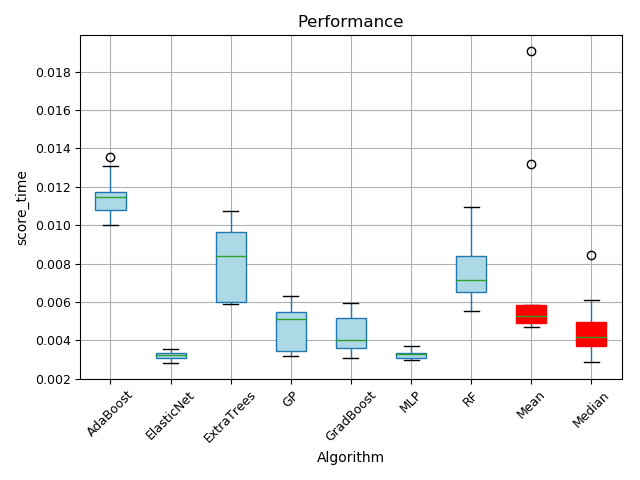 Performance
0.018
0.016
0.014
0.012
0.010
0.008
0.006
0.004
0.002
score_time
AdaBoost
ElasticNet
ExtraTrees
GP
GradBoost
MLP
RF
Mean
Median
Algorithm